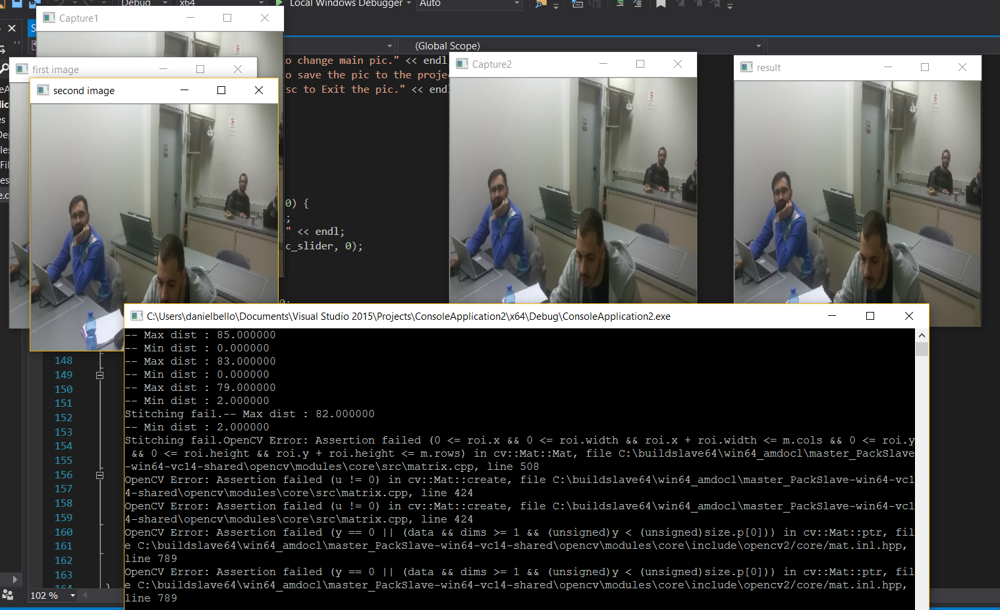 Debug
x64
Local Windows Debugger
Auto
Capture1
(Global Scope)
first image
second image
Capture2
result
to change main pic." << endl
to save the pic to the proje
sc to Exit the pic." << endl
0) {
;
" << endl;
c_slider, 0);
C:\Users\danielbello\Documents\Visual Studio 2015\Projects\ConsoleApplication2\x64\Debug\ConsoleApplication2.exe
-- Max dist : 85.000000
-- Min dist : 0.000000
-- Max dist : 83.000000
-- Min dist : 0.000000
-- Max dist : 79.000000
-- Min dist : 2.000000
Stitching fail.-- Max dist : 82.000000
-- Min dist : 2.000000
Stitching fail.OpenCV Error: Assertion failed (0 <= roi.x && 0 <= roi.width && roi.x + roi.width <= m.cols && 0 <= roi.y
&& 0 <= roi.height && roi.y + roi.height <= m.rows) in cv::Mat::Mat, file C:\buildslave64\win64_amdocl\master_PackSlave
-win64-vc14-shared\opencv\modules\core\src\matrix.cpp, line 508
OpenCV Error: Assertion failed (u != 0) in cv::Mat::create, file C:\buildslave64\win64_amdocl\master_PackSlave-win64-vc1
4-shared\opencv\modules\core\src\matrix.cpp, line 424
OpenCV Error: Assertion failed (u != 0) in cv::Mat::create, file C:\buildslave64\win64_amdocl\master_PackSlave-win64-vc1
4-shared\opencv\modules\core\src\matrix.cpp, line 424
OpenCV Error: Assertion failed (y == 0 || (data && dims >= 1 && (unsigned)y < (unsigned)size.p[0])) in cv::Mat::ptr, fil
e C:\buildslave64\win64_amdocl\master_PackSlave-win64-vc14-shared\opencv\modules\core\include\opencv2/core/mat.inl.hpp,
line 789
OpenCV Error: Assertion failed (y == 0 || (data && dims >= 1 && (unsigned)y < (unsigned)size.p[0])) in cv::Mat::ptr, fil
e C:\buildslave64\win64_amdocl\master_PackSlave-win64-vc14-shared\opencv\modules\core\include\opencv2/core/mat.inl.hpp,
line 789
148
149
150
151
152
153
154
155
156
157
158
159
160
161
162
163
164
102 %